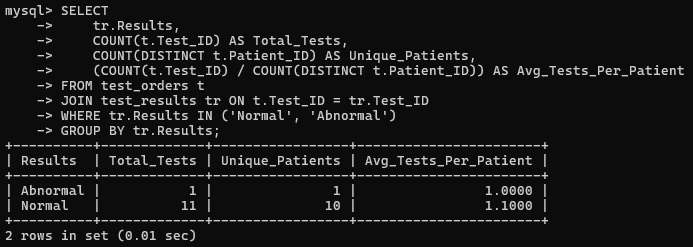 mysql> SELECT
    ->     tr.Results,
    ->     COUNT(t.Test_ID) AS Total_Tests,
    ->     COUNT(DISTINCT t.Patient_ID) AS Unique_Patients,
    ->     (COUNT(t.Test_ID) / COUNT(DISTINCT t.Patient_ID)) AS Avg_Tests_Per_Patient
    -> FROM test_orders t
    -> JOIN test_results tr ON t.Test_ID = tr.Test_ID
    -> WHERE tr.Results IN ('Normal', 'Abnormal')
    -> GROUP BY tr.Results;
+----------+-------------+-----------------+-----------------------+
| Results  | Total_Tests | Unique_Patients | Avg_Tests_Per_Patient |
+----------+-------------+-----------------+-----------------------+
| Abnormal |           1 |               1 |                1.0000 |
| Normal   |          11 |              10 |                1.1000 |
+----------+-------------+-----------------+-----------------------+
2 rows in set (0.01 sec)